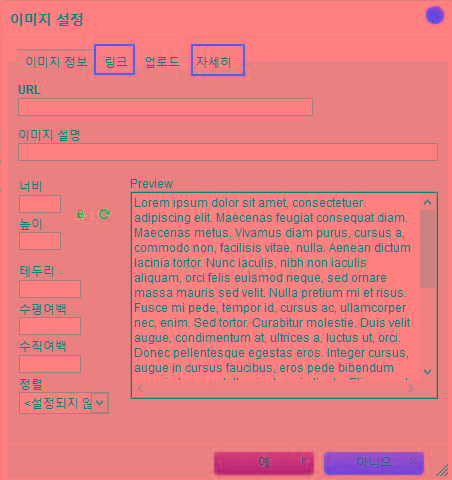 이미지 설정
이미지 정보 링크 업로드 자세히
URL
이미지 설명
너비
높이
테두리
수평여백
수직여백
정렬
<설정되지 않
Preview
Lorem ipsum dolor sit amet, consectetuer
adipiscing elit. Maecenas feugiat consequat diam.
Maecenas metus. Vivamus diam purus, cursus a,
commodo non, facilisis vitae, nulla. Aenean dictum
lacinia tortor. Nunc iaculis, nibh non iaculis
aliquam, orci felis euismod neque, sed ornare
massa mauris sed velit. Nulla pretium mi et risus.
Fusce mi pede, tempor id, cursus ac, ullamcorper
nec, enim. Sed tortor. Curabitur molestie. Duis velit
augue, condimentum at, ultrices a, luctus ut, orci.
Donec pellentesque egestas eros. Integer cursus,
augue in cursus faucibus, eros pede bibendum
예 아니오